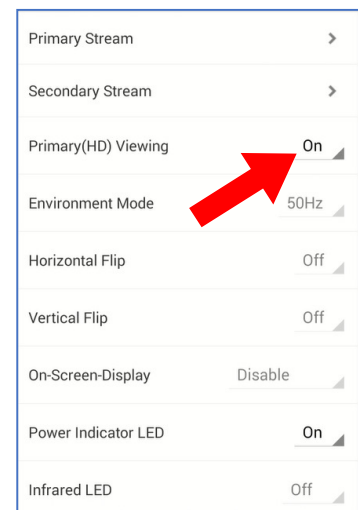 Primary Stream
Secondary Stream
Primary(HD) Viewing On
Environment Mode 50Hz
Horizontal Flip Off
Vertical Flip Off
On-Screen-Display Disable
Power Indicator LED On
Infrared LED Off